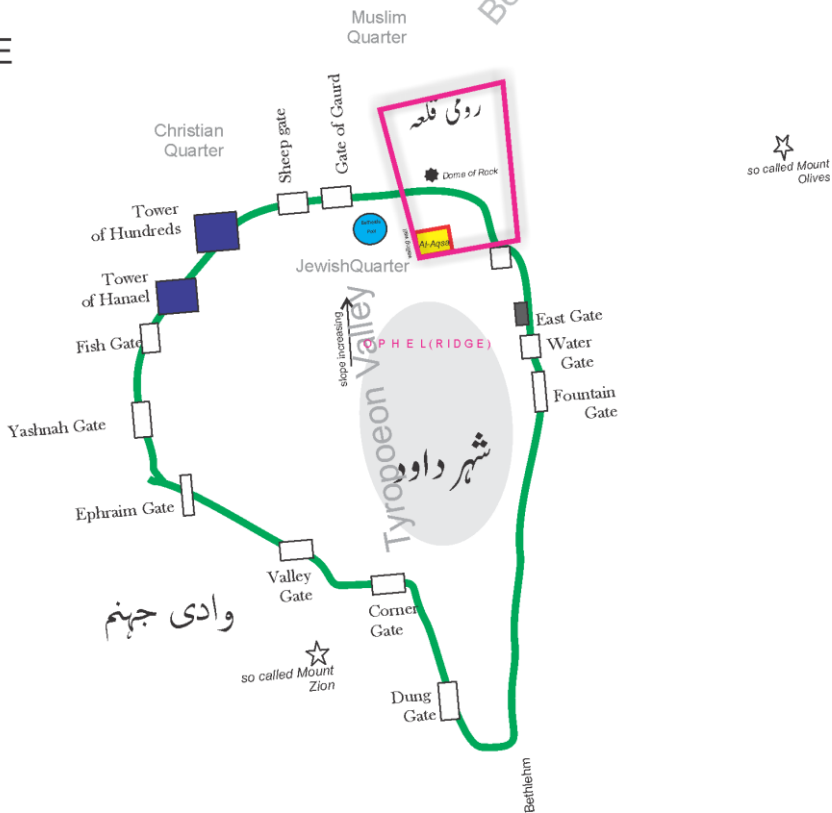 Muslim
Quarter
Be
E
Christian
Quarter
Sheep gate
Gate of Gaurd
رومی قلعہ
Dome of Rock
so called Mount
Olives
Tower
of Hundreds
Al-Aqsa
JewishQuarter
Tower
of Hanael
Fish Gate
slope increasing
Tyropoeon Valley
OPHEL(RIDGE)
East Gate
Water
Gate
Fountain
Gate
Yashnah Gate
شہر داود
Ephraim Gate
Valley
Gate
Corner
Gate
وادی جہنم
so called Mount
Zion
Dung
Gate
Bethlehm